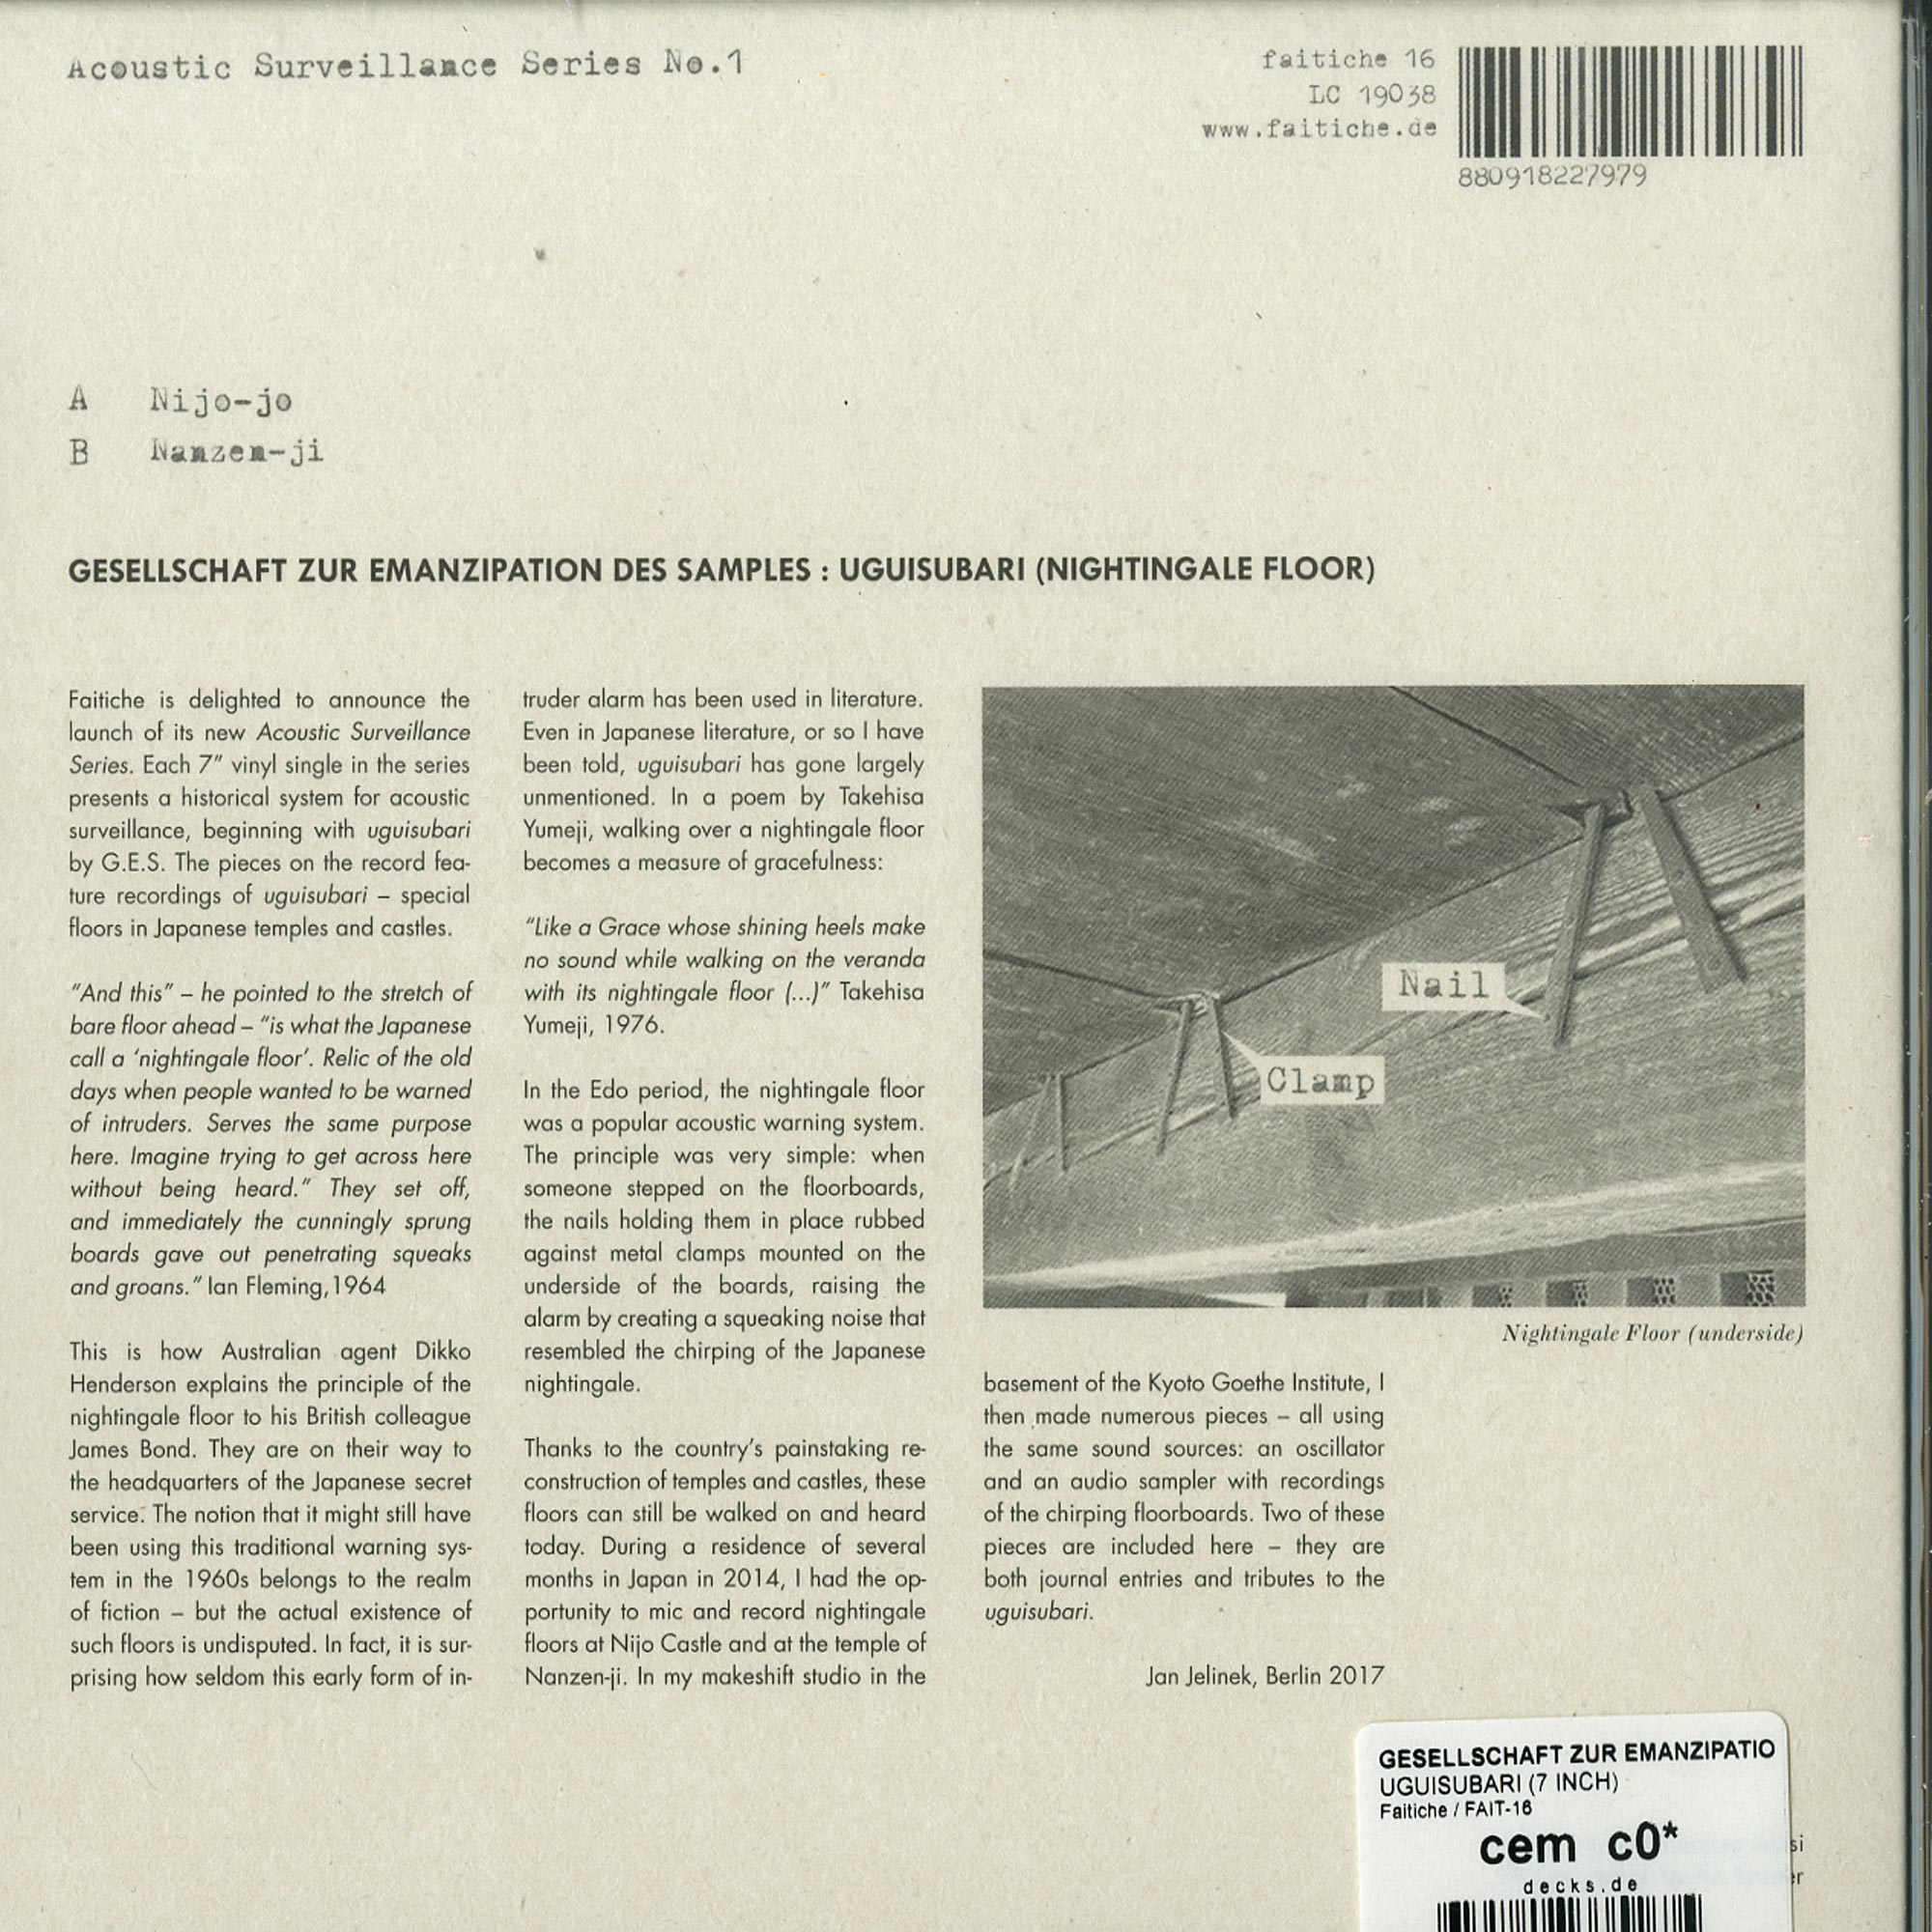 Acoustic Surveillance Series No.1
faitiche 16
LC 19038
www.faitiche.de
880918227979
A Nijo-jo
B Nanzen-ji
GESELLSCHAFT ZUR EMANZIPATION DES SAMPLES : UGUISUBARI (NIGHTINGALE FLOOR)
Faitiche is delighted to announce the
launch of its new Acoustic Surveillance
Series. Each 7” vinyl single in the series
presents a historical system for acoustic
surveillance, beginning with uguisubari
by G.E.S. The pieces on the record fea-
ture recordings of uguisubari – special
floors in Japanese temples and castles.
“And this” – he pointed to the stretch of
bare floor ahead – “is what the Japanese
call a ‘nightingale floor’. Relic of the old
days when people wanted to be warned
of intruders. Serves the same purpose
here. Imagine trying to get across here
without being heard.” They set off,
and immediately the cunningly sprung
boards gave out penetrating squeaks
and groans.” Ian Fleming,1964
This is how Australian agent Dikko
Henderson explains the principle of the
nightingale floor to his British colleague
James Bond. They are on their way to
the headquarters of the Japanese secret
service. The notion that it might still have
been using this traditional warning sys-
tem in the 1960s belongs to the realm
of fiction – but the actual existence of
such floors is undisputed. In fact, it is sur-
prising how seldom this early form of in-
truder alarm has been used in literature.
Even in Japanese literature, or so I have
been told, uguisubari has gone largely
unmentioned. In a poem by Takehisa
Yumeji, walking over a nightingale floor
becomes a measure of gracefulness:
“Like a Grace whose shining heels make
no sound while walking on the veranda
with its nightingale floor (...)” Takehisa
Yumeji, 1976.
In the Edo period, the nightingale floor
was a popular acoustic warning system.
The principle was very simple: when
someone stepped on the floorboards,
the nails holding them in place rubbed
against metal clamps mounted on the
underside of the boards, raising the
alarm by creating a squeaking noise that
resembled the chirping of the Japanese
nightingale.
Thanks to the country’s painstaking re-
construction of temples and castles, these
floors can still be walked on and heard
today. During a residence of several
months in Japan in 2014, I had the op-
portunity to mic and record nightingale
floors at Nijo Castle and at the temple of
Nanzen-ji. In my makeshift studio in the
Nail
Clamp
Nightingale Floor (underside)
basement of the Kyoto Goethe Institute, I
then made numerous pieces – all using
the same sound sources: an oscillator
and an audio sampler with recordings
of the chirping floorboards. Two of these
pieces are included here – they are
both journal entries and tributes to the
uguisubari.
Jan Jelinek, Berlin 2017
GESELLSCHAFT ZUR EMANZIPATIO
UGUISUBARI (7 INCH)
Faitiche / FAIT-16
cem c0*
decks.de